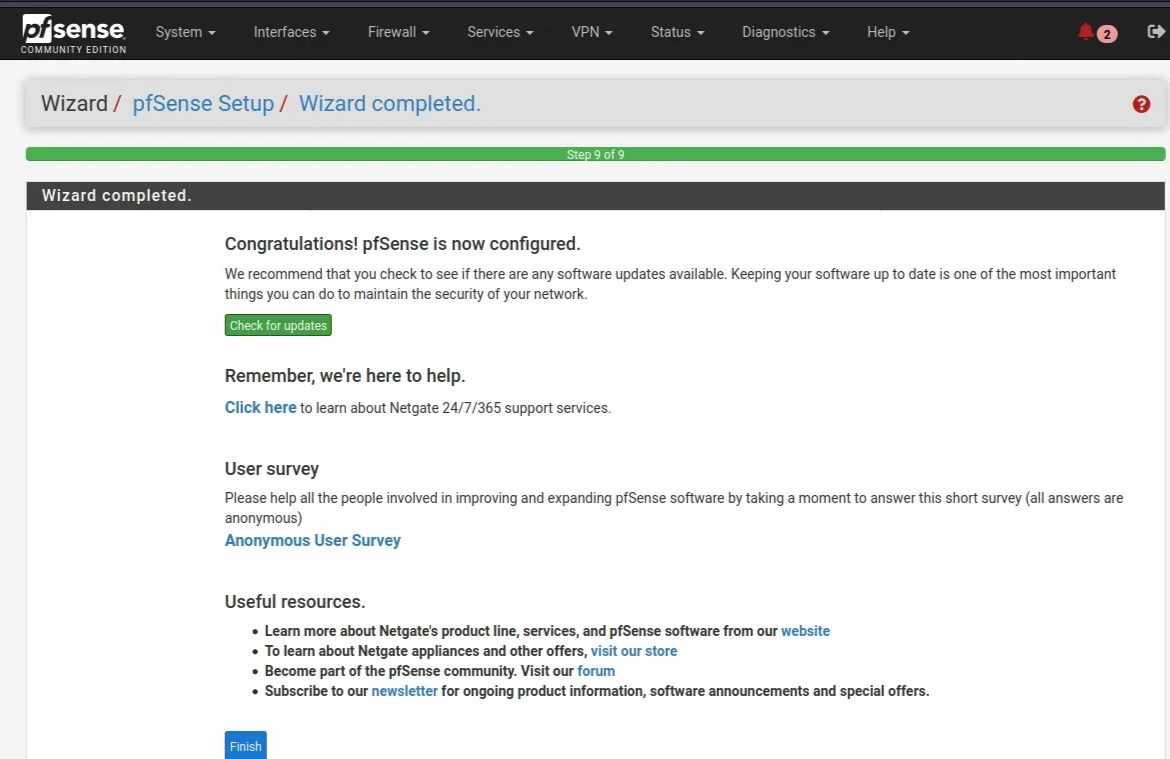 pfsense
COMMUNITY EDITION
System
Interfaces
Firewall
Services
VPN
Status
Diagnostics
Help
2
Wizard / pfSense Setup / Wizard completed.
?
Step 9 of 9
Wizard completed.
Congratulations! pfSense is now configured.
We recommend that you check to see if there are any software updates available. Keeping your software up to date is one of the most important
things you can do to maintain the security of your network.
Check for updates
Remember, we're here to help.
Click here to learn about Netgate 24/7/365 support services.
User survey
Please help all the people involved in improving and expanding pfSense software by taking a moment to answer this short survey (all answers are
anonymous)
Anonymous User Survey
Useful resources.
• Learn more about Netgate's product line, services, and pfSense software from our website
• To learn about Netgate appliances and other offers, visit our store
• Become part of the pfSense community. Visit our forum
• Subscribe to our newsletter for ongoing product information, software announcements and special offers.
Finish